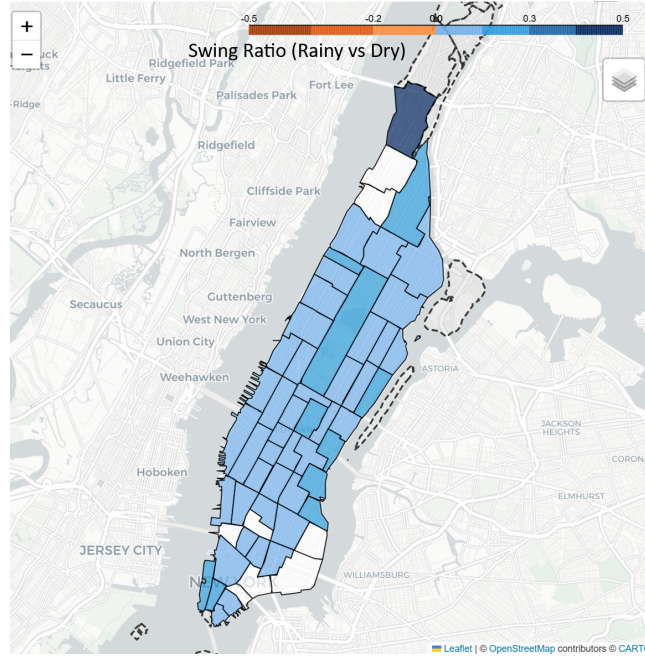 +
−
-0.5
-0.2
0.0
0.3
0.5
Swing Ratio (Rainy vs Dry)
Ridgefield Park
Little Ferry
Fort Lee
-Ridge
Palisades Park
Ridgefield
Cliffside Park
Fairview
North Bergen
Guttenberg
Secaucus
West New York
Union City
Weehawken
ASTORIA
JACKSON
HEIGHTS
CORON
Hoboken
ELMHURST
JERSEY CITY
WILLIAMSBURG
Leaflet | © OpenStreetMap contributors © CARTO